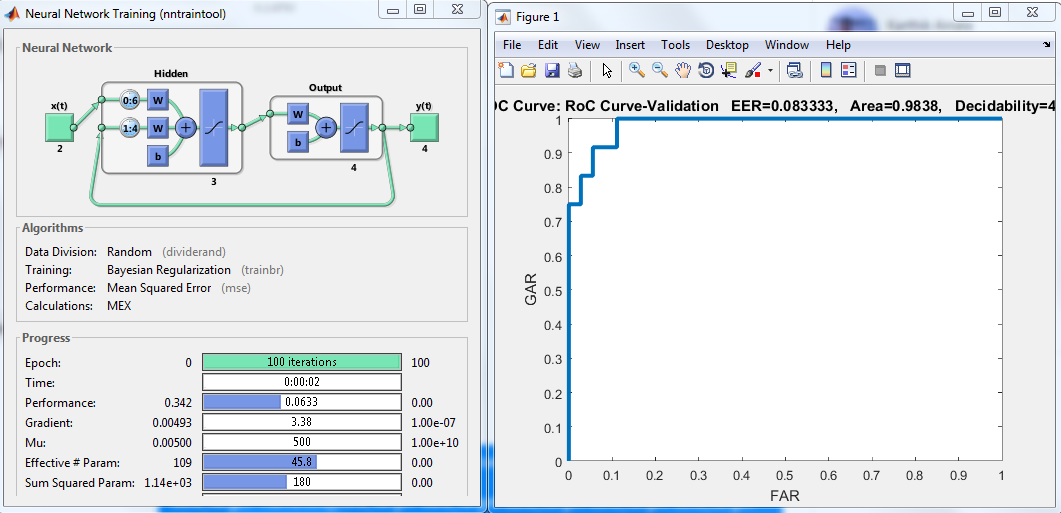 Neural Network Training (nntraintool)
Neural Network
Hidden
Output
x(t)
0:6
W
1:4
W
b
W
b
y(t)
2
3
4
4
Algorithms
Data Division: Random (dividerand)
Training: Bayesian Regularization (trainbr)
Performance: Mean Squared Error (mse)
Calculations: MEX
Progress
Epoch: 0 100 iterations 100
Time: 0:00:02
Performance: 0.342 0.0633 0.00
Gradient: 0.00493 3.38 1.00e-07
Mu: 0.00500 500 1.00e+10
Effective # Param: 109 45.8 0.00
Sum Squared Param: 1.14e+03 180 0.00
Figure 1
File Edit View Insert Tools Desktop Window Help
OC Curve: RoC Curve-Validation EER=0.083333, Area=0.9838, Decidability=4
1
0.9
0.8
0.7
0.6
0.5
0.4
0.3
0.2
0.1
0
GAR
0 0.1 0.2 0.3 0.4 0.5 0.6 0.7 0.8 0.9 1
FAR